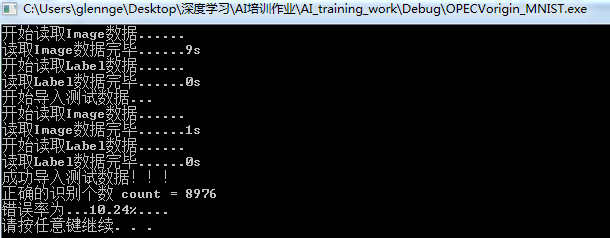 C:\Users\glennge\Desktop\深度学习\AI培训作业\AI_training_work\Debug\OPECVorigin_MNIST.exe
开始读取Image数据......
读取Image数据完毕......9s
开始读取Label数据......
读取Label数据完毕......0s
开始导入测试数据...
开始读取Image数据......
读取Image数据完毕......1s
开始读取Label数据......
读取Label数据完毕......0s
成功导入测试数据！！！
正确的识别个数 count = 8976
错误率为...10.24%....
请按任意键继续. . .